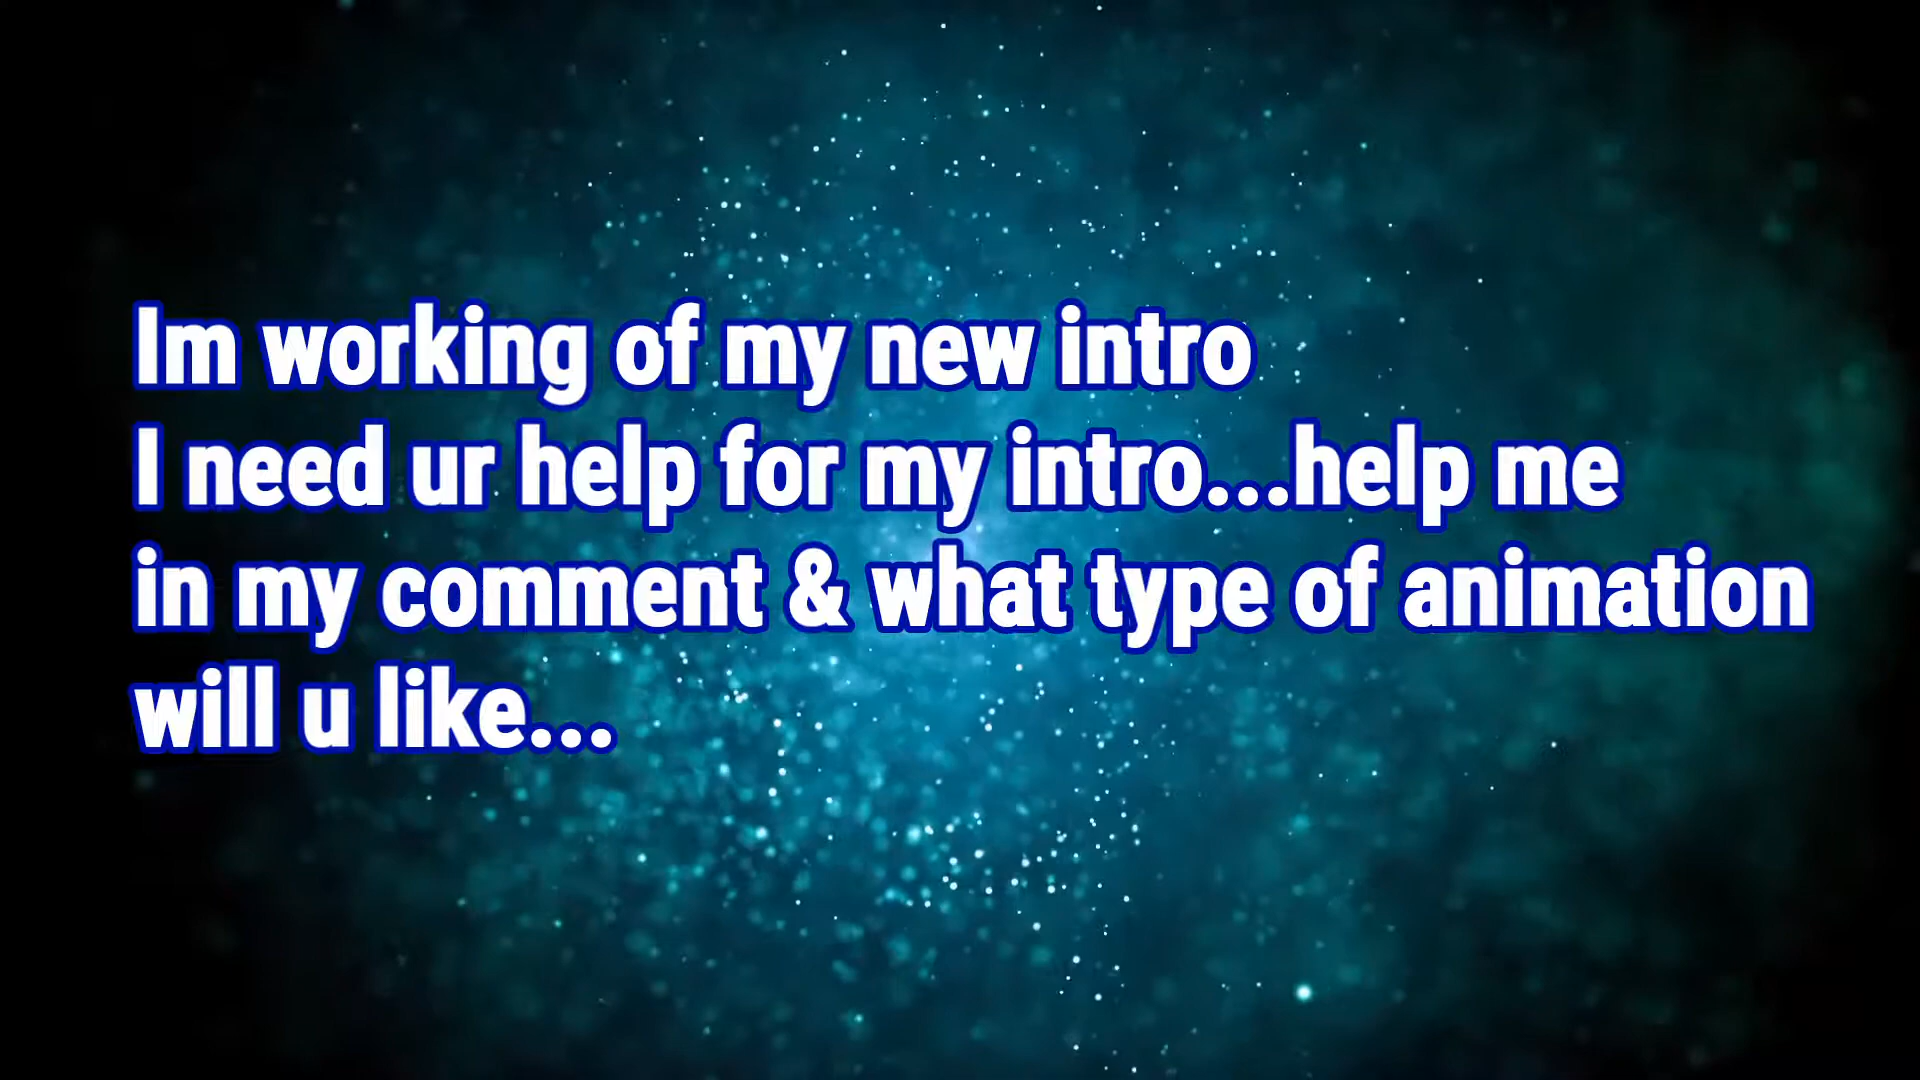 Im working of my new intro
I need ur help for my intro...help me
in my comment & what type of animation
will u like...